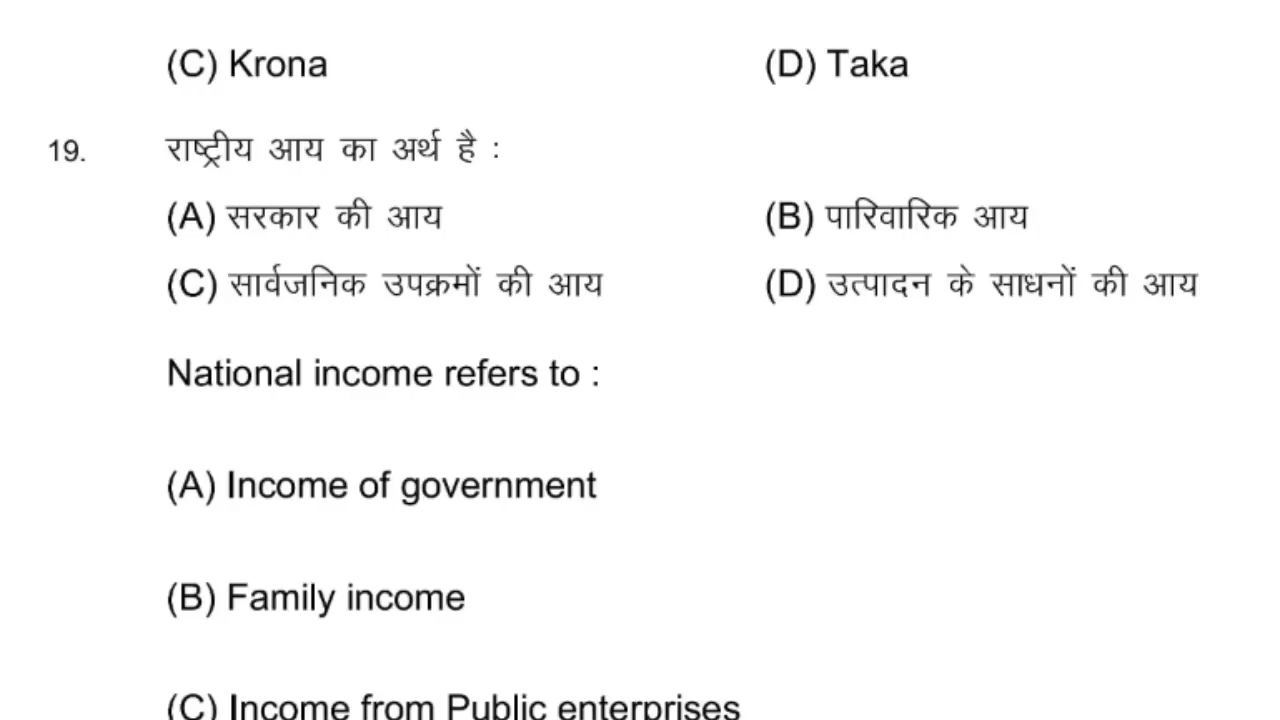 (C) Krona (D) Taka
19. राष्ट्रीय आय का अर्थ है :
(A) सरकार की आय (B) पारिवारिक आय
(C) सार्वजनिक उपक्रमों की आय (D) उत्पादन के साधनों की आय
National income refers to :
(A) Income of government
(B) Family income
(C) Income from Public enterprises